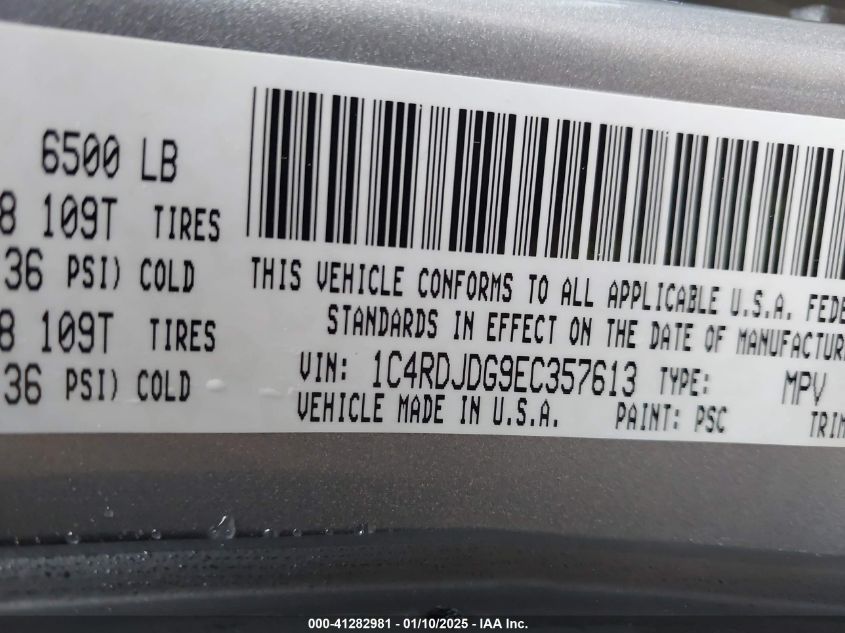 6500 LB
8 109T TIRES
36 PSI) COLD
8 109T TIRES
36 PSI) COLD
THIS VEHICLE CONFORMS TO ALL APPLICABLE U.S.A. FEDE
STANDARDS IN EFFECT ON THE DATE OF MANUFACTUR
VIN: 1C4RDJDG9EC357613 TYPE: MPV
VEHICLE MADE IN U.S.A. PAINT: PSC TRIM
000-41282981 - 01/10/2025 - IAA Inc.